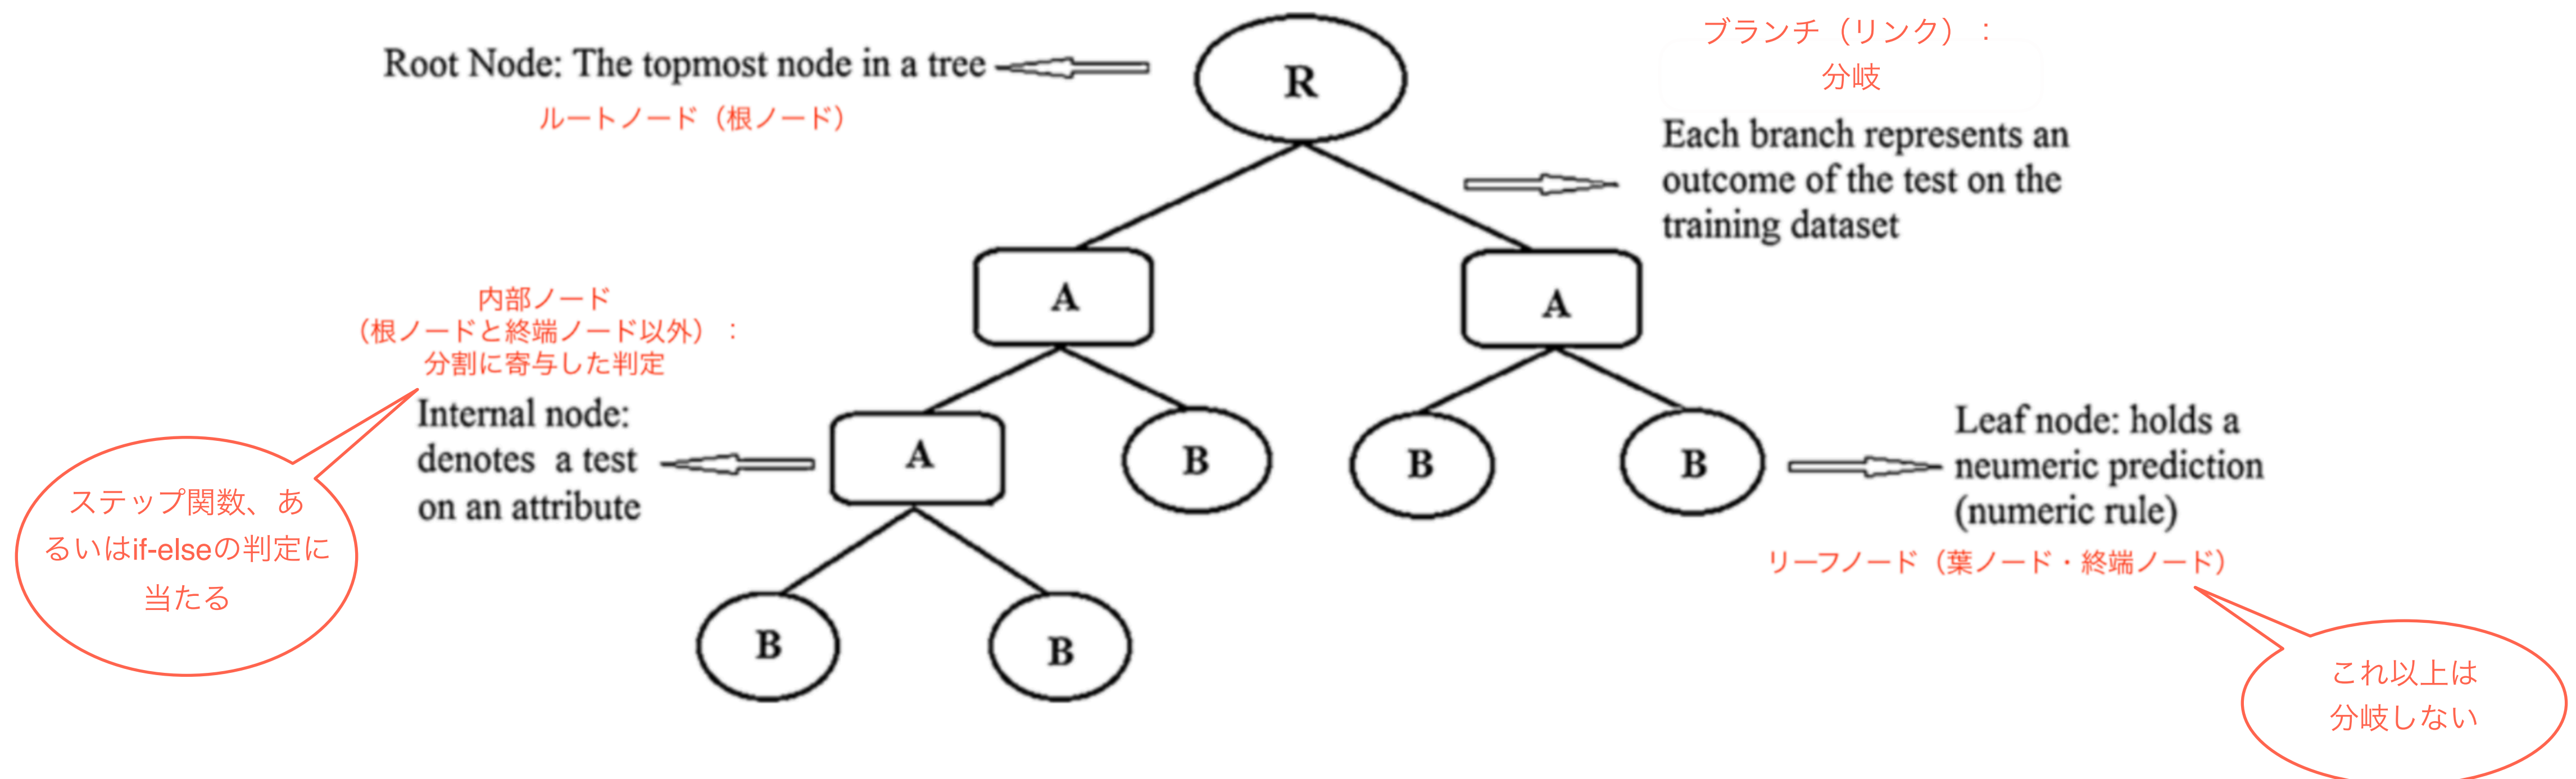 Root Node: The topmost node in a tree
ルートノード（根ノード）
R
ブランチ（リンク）：
分岐
Each branch represents an
outcome of the test on the
training dataset
A
A
内部ノード
（根ノードと終端ノード以外）：
分割に寄与した判定
Internal node:
denotes a test
on an attribute
ステップ関数、あ
るいはif-elseの判定に
当たる
A
B
B
B
Leaf node: holds a
neumeric prediction
(numeric rule)
リーフノード（葉ノード・終端ノード）
B
B
これ以上は
分岐しない